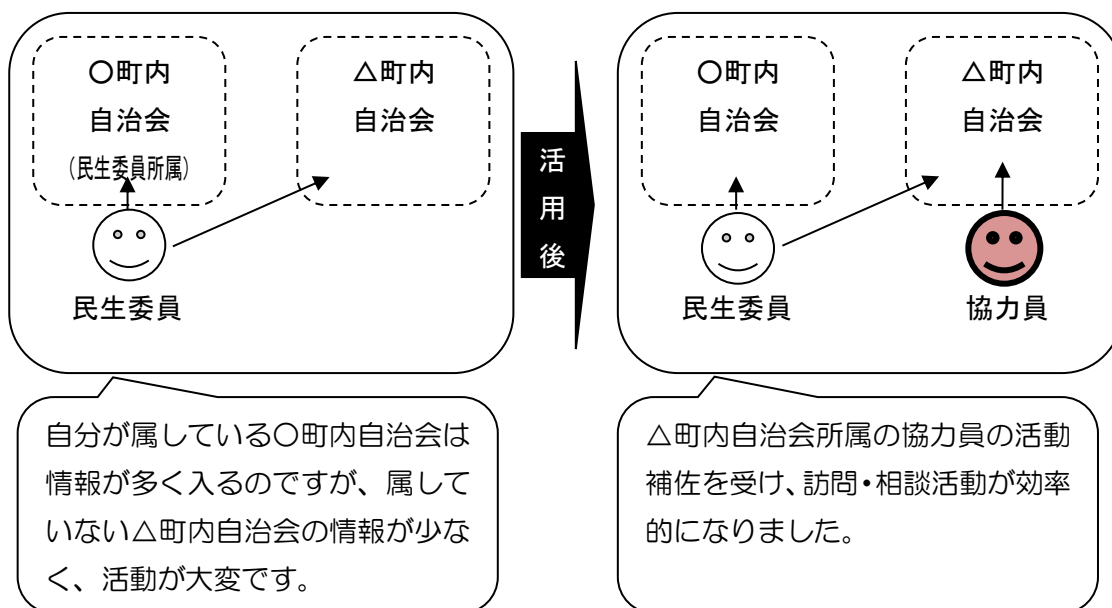 〇町内
自治会
(民生委員所属)
△町内
自治会
民生委員
自分が属している〇町内自治会は
情報が多く入るのですが、属して
いない△町内自治会の情報が少な
く、活動が大変です。
活
用
後
〇町内
自治会
△町内
自治会
民生委員
協力員
△町内自治会所属の協力員の活動
補佐を受け、訪問・相談活動が効率
的になりました。